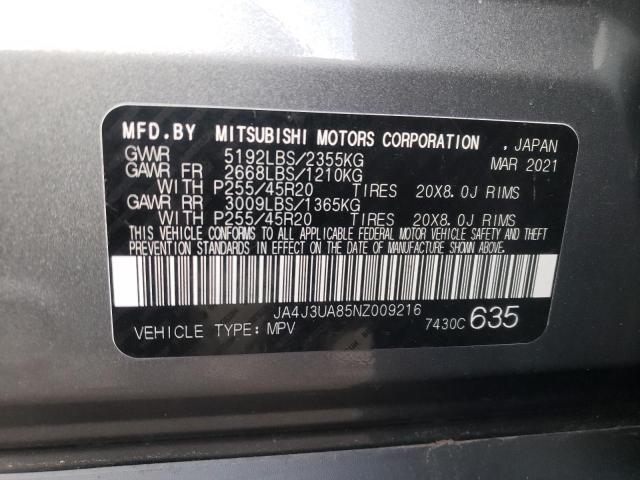 MFD.BY MITSUBISHI MOTORS CORPORATION , JAPAN
GVWR 5192LBS/2355KG MAR 2021
GAWR FR 2668LBS/1210KG
WITH P255/45R20 TIRES 20X8.0J RIMS
GAWR RR 3009LBS/1365KG
WITH P255/45R20 TIRES 20X8.0J RIMS
THIS VEHICLE CONFORMS TO ALL APPLICABLE FEDERAL MOTOR VEHICLE SAFETY AND THEFT
PREVENTION STANDARDS IN EFFECT ON THE DATE OF MANUFACTURE SHOWN ABOVE.
JA4J3UA85NZ009216
VEHICLE TYPE: MPV 7430C 635